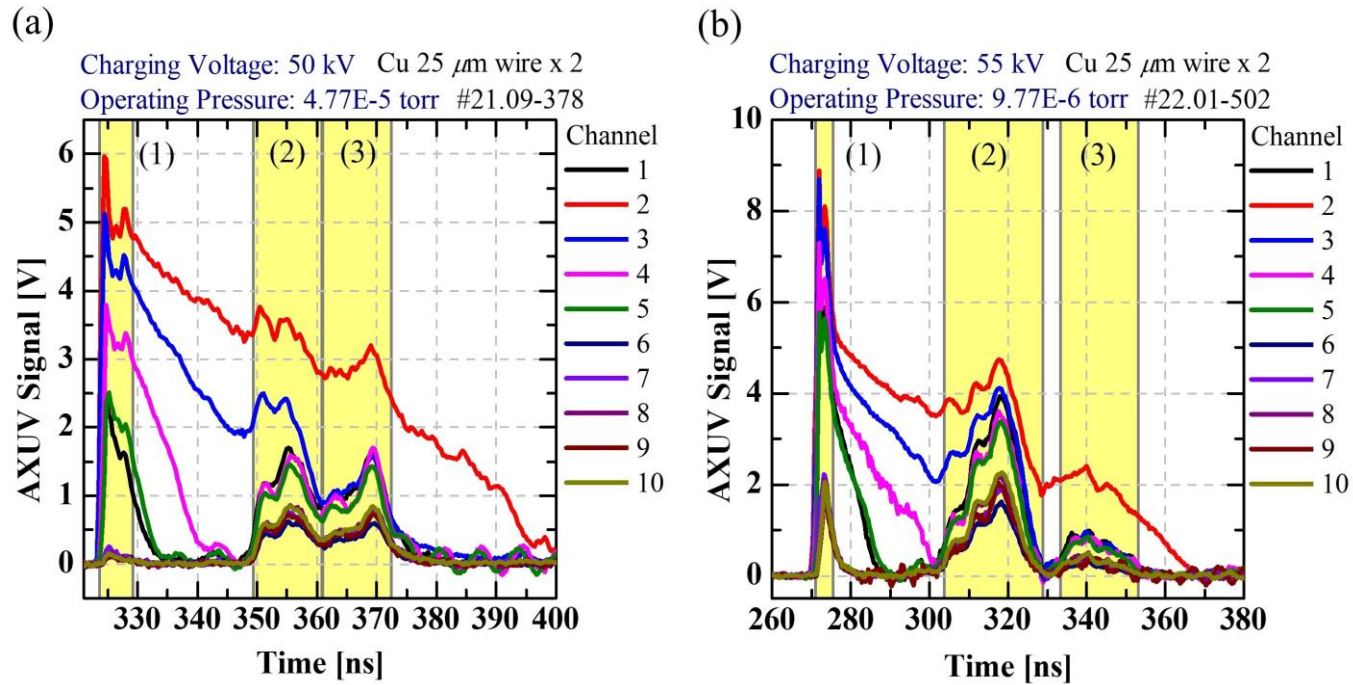 (a)
Charging Voltage: 50 kV Cu 25 μm wire x 2
Operating Pressure: 4.77E-5 torr #21.09-378
(1) (2) (3)
Channel
1
2
3
4
5
6
7
8
9
10
6
5
4
3
2
1
0
AXUV Signal [V]
330 340 350 360 370 380 390 400
Time [ns]
(b)
Charging Voltage: 55 kV Cu 25 μm wire x 2
Operating Pressure: 9.77E-6 torr #22.01-502
(1) (2) (3)
Channel
1
2
3
4
5
6
7
8
9
10
10
8
6
4
2
0
AXUV Signal [V]
260 280 300 320 340 360 380
Time [ns]